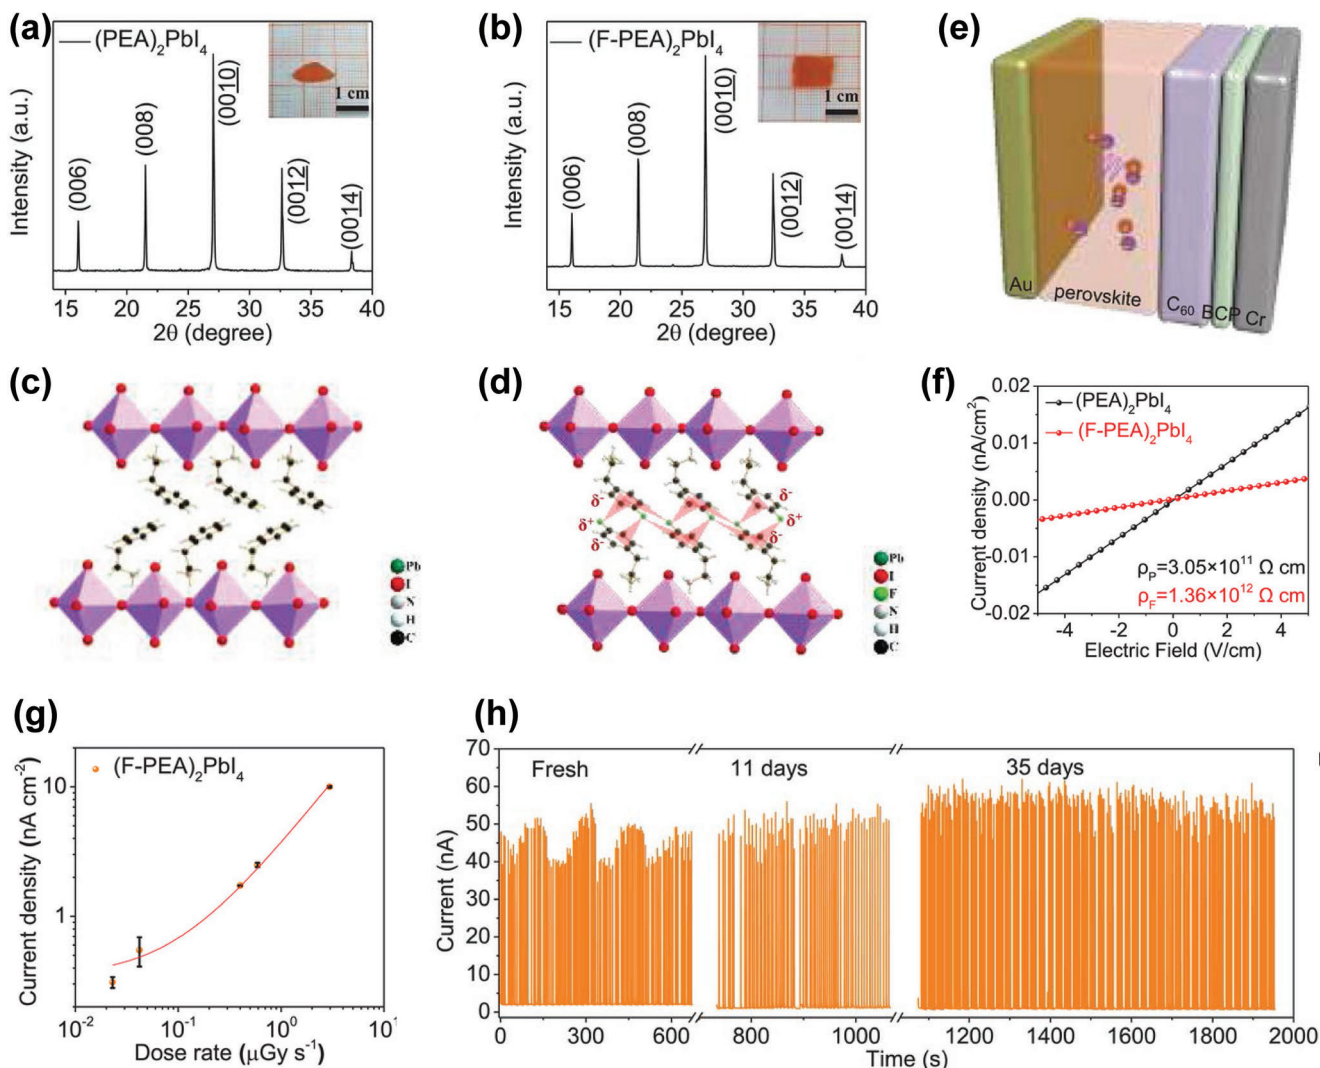 (a)
(PEA)₂PbI₄
1 cm
(006)
(008)
(0010)
(0012)
(0014)
Intensity (a.u.)
15 20 25 30 35 40
2θ (degree)
(b)
(F-PEA)₂PbI₄
1 cm
(006)
(008)
(0010)
(0012)
(0014)
Intensity (a.u.)
15 20 25 30 35 40
2θ (degree)
(e)
Au
perovskite
C₆₀
BCP
Cr
(c)
Pb
I
N
H
C
(d)
δ⁻
δ⁻
δ⁺
δ⁺
δ⁻
δ⁻
Pb
I
F
N
H
C
(f)
(PEA)₂PbI₄
(F-PEA)₂PbI₄
0.02
0.01
0.00
-0.01
-0.02
Current density (nA/cm²)
ρP=3.05×10¹¹ Ω cm
ρF=1.36×10¹² Ω cm
-4 -2 0 2 4
Electric Field (V/cm)
(g)
(F-PEA)₂PbI₄
10
1
Current density (nA cm⁻²)
10⁻² 10⁻¹ 10⁰ 10¹
Dose rate (μGy s⁻¹)
(h)
Fresh
11 days
35 days
70
60
50
40
30
20
10
0
Current (nA)
0 200 400 600 800 1000 1200 1400 1600 1800 2000
Time (s)